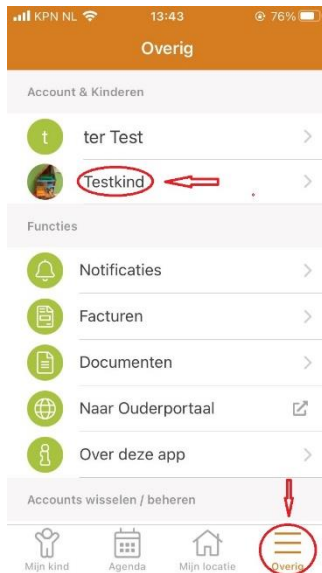 KPN NL 13:43 76%
Overig
Account & Kinderen
t ter Test
Testkind
Functies
Notificaties
Facturen
Documenten
Naar Ouderportaal
Over deze app
Accounts wisselen / beheren
Mijn kind Agenda Mijn locatie Overig